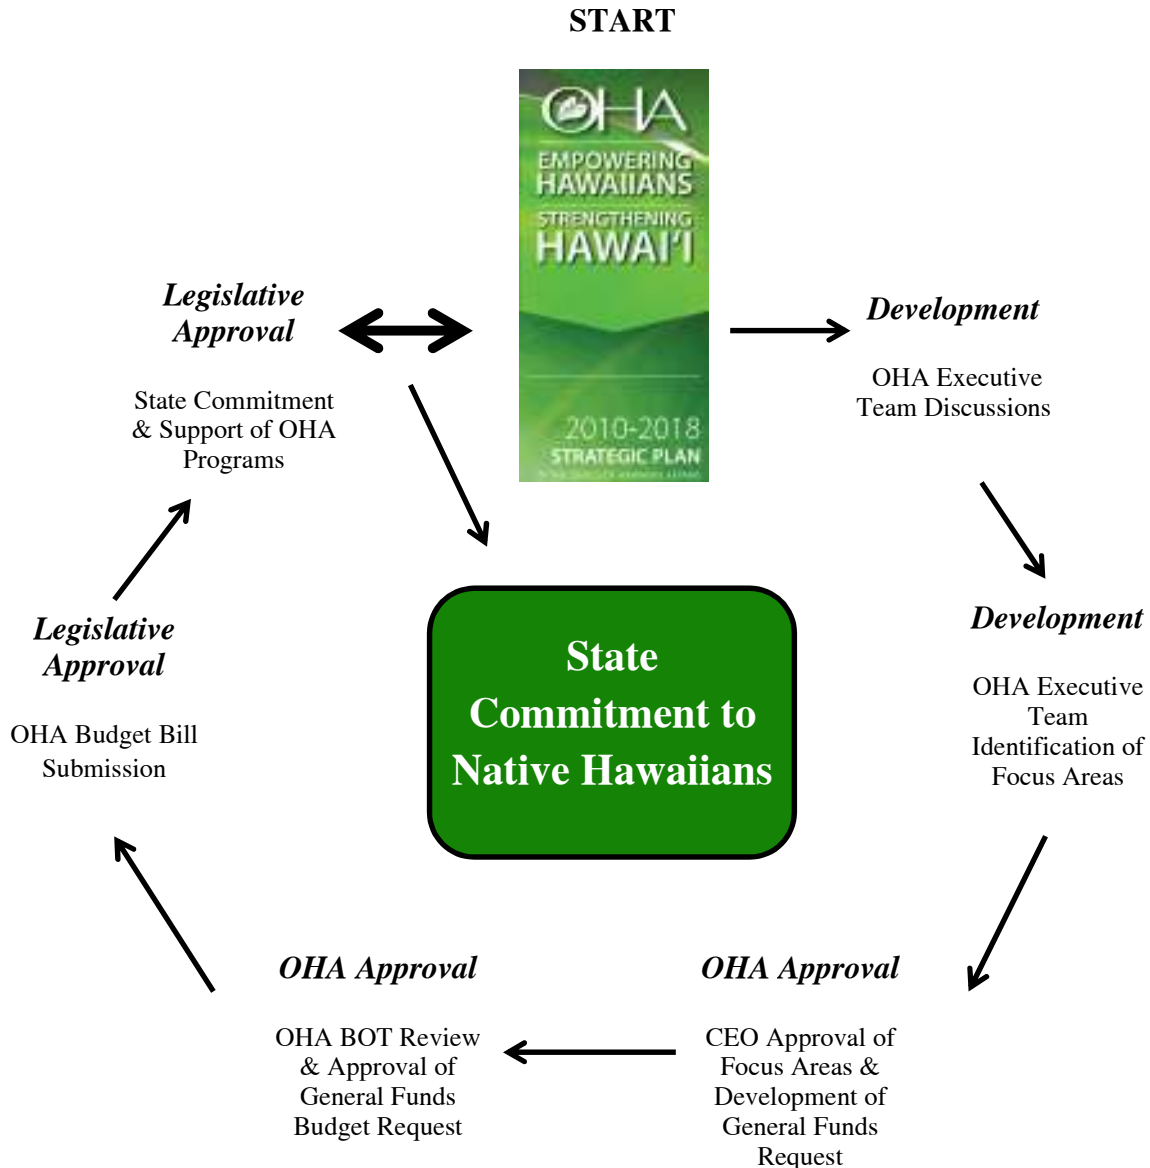 START
OHA
EMPOWERING
HAWAIIANS
STRENGTHENING
HAWAI'I
2010-2018
STRATEGIC PLAN
Development
OHA Executive
Team Discussions
Development
OHA Executive
Team
Identification of
Focus Areas
OHA Approval
CEO Approval of
Focus Areas &
Development of
General Funds
Request
OHA Approval
OHA BOT Review
& Approval of
General Funds
Budget Request
Legislative
Approval
OHA Budget Bill
Submission
Legislative
Approval
State Commitment
& Support of OHA
Programs
State
Commitment to
Native Hawaiians